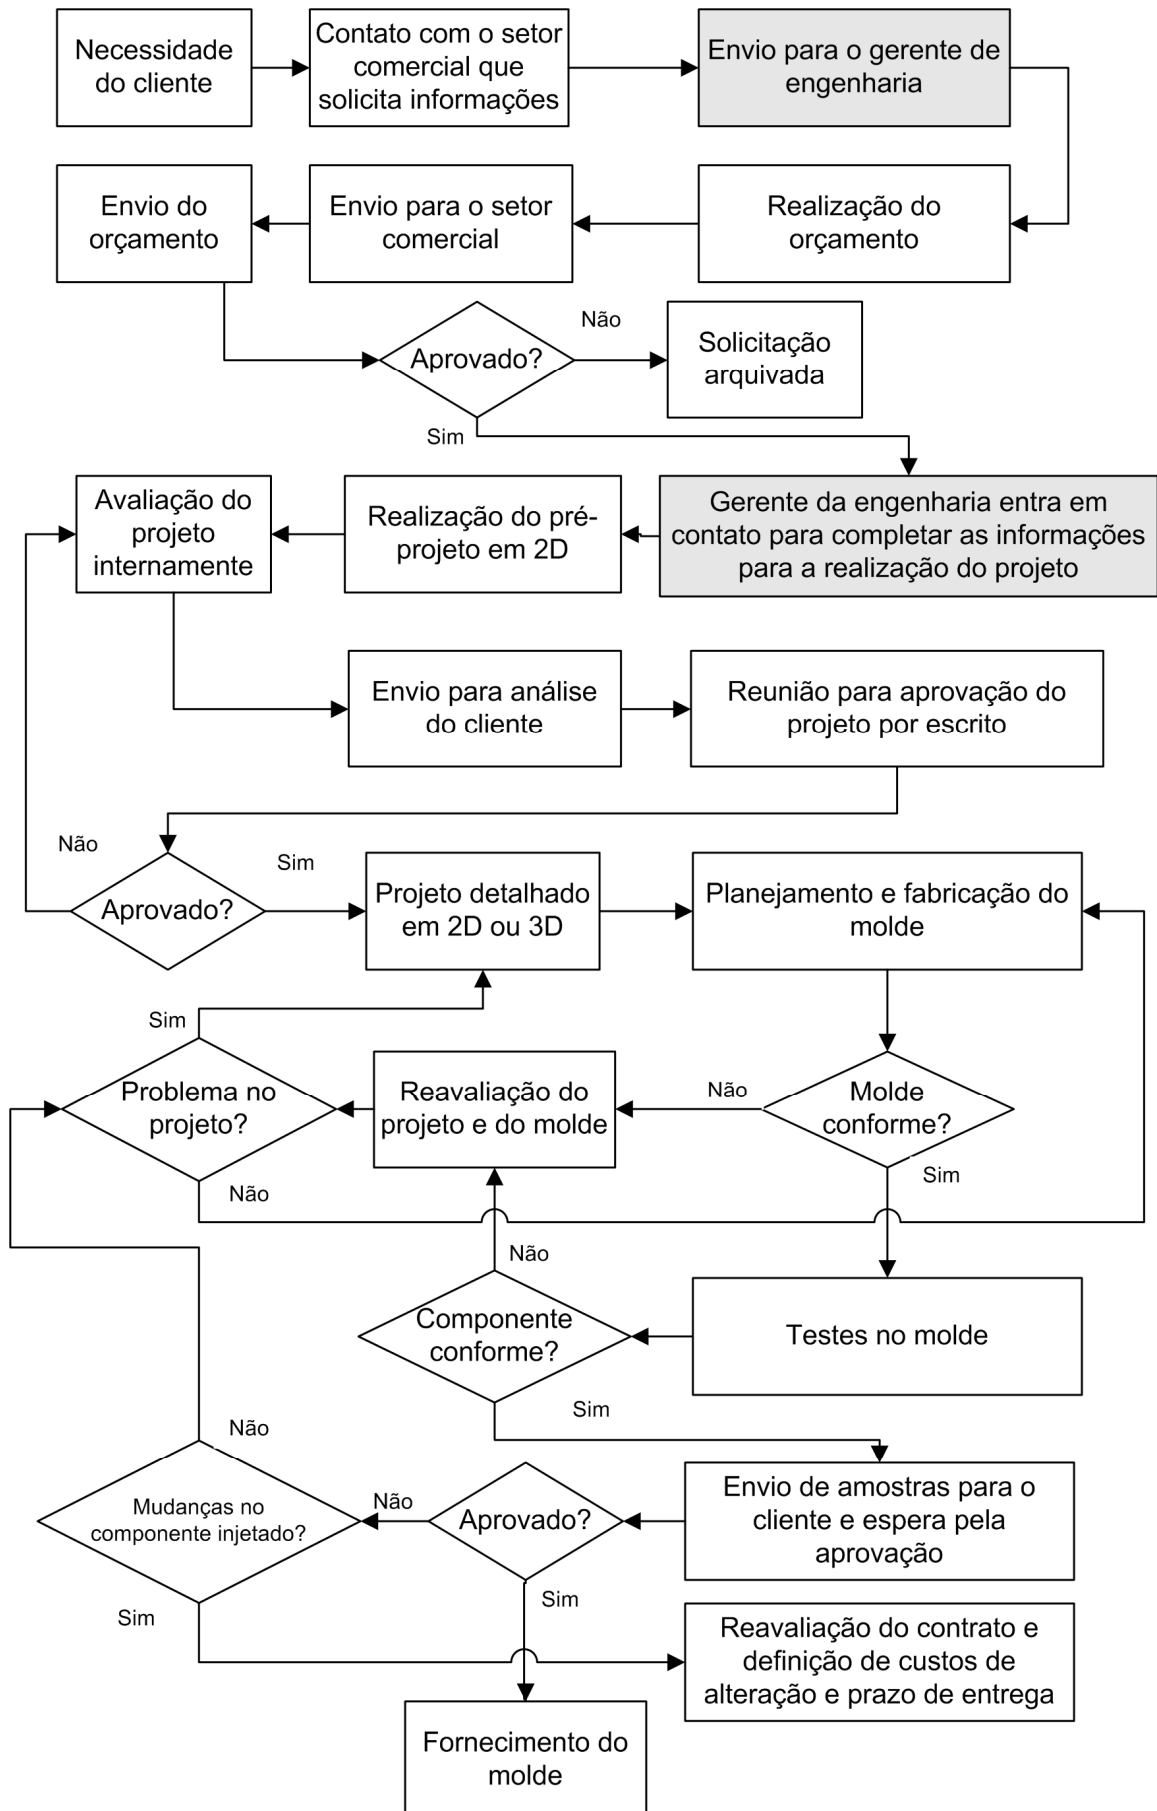 Necessidade
do cliente
Contato com o setor
comercial que
solicita informações
Envio para o gerente de
engenharia
Envio do
orçamento
Envio para o setor
comercial
Realização do
orçamento
Aprovado?
Não
Solicitação
arquivada
Sim
Avaliação do
projeto
internamente
Realização do pré-
projeto em 2D
Gerente da engenharia entra em
contato para completar as informações
para a realização do projeto
Envio para análise
do cliente
Reunião para aprovação do
projeto por escrito
Não
Aprovado?
Sim
Projeto detalhado
em 2D ou 3D
Planejamento e fabricação do
molde
Sim
Problema no
projeto?
Não
Reavaliação do
projeto e do molde
Não
Molde
conforme?
Sim
Não
Componente
conforme?
Sim
Testes no molde
Não
Mudanças no
componente injetado?
Sim
Não
Aprovado?
Sim
Envio de amostras para o
cliente e espera pela
aprovação
Reavaliação do contrato e
definição de custos de
alteração e prazo de entrega
Fornecimento do
molde